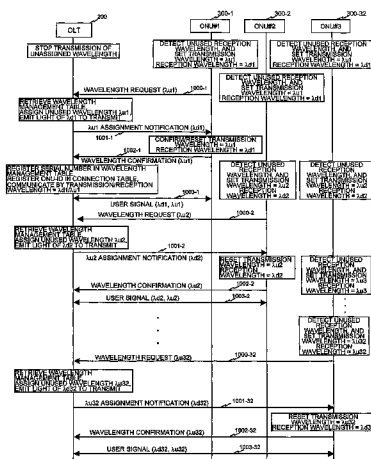 200
300-1
300-2
300-32
OLT
ONU#1
ONU#2
ONU#32
STOP TRANSMISSION OF
UNASSIGNED WAVELENGTH
DETECT UNUSED RECEPTION
WAVELENGTH, AND
SET TRANSMISSION
WAVELENGTH = λu1
RECEPTION WAVELENGTH = λd1
DETECT UNUSED RECEPTION
WAVELENGTH, AND
SET TRANSMISSION
WAVELENGTH = λu1
RECEPTION WAVELENGTH = λd1
WAVELENGTH REQUEST (λu1)
1000-1
DETECT UNUSED RECEPTION
WAVELENGTH, AND
SET TRANSMISSION
WAVELENGTH = λu1
RECEPTION WAVELENGTH = λd1
RETRIEVE WAVELENGTH
MANAGEMENT TABLE,
ASSIGN UNUSED WAVELENGTH λu1,
EMIT LIGHT OF λd1 TO TRANSMIT
λu1 ASSIGNMENT NOTIFICATION (λd1)
1001-1
CONFIRM/RESET TRANSMISSION
WAVELENGTH = λu1
RECEPTION WAVELENGTH = λd1
1002-1
WAVELENGTH CONFIRMATION (λu1)
REGISTER SERIAL NUMBER IN WAVELENGTH
MANAGEMENT TABLE,
REGISTER ONU-ID IN CONNECTION TABLE,
COMMUNICATE BY TRANSMISSION/RECEPTION
WAVELENGTH = λd1/λu1
DETECT UNUSED
RECEPTION
WAVELENGTH, AND
SET TRANSMISSION
WAVELENGTH = λu2
RECEPTION
WAVELENGTH = λd2
DETECT UNUSED
RECEPTION
WAVELENGTH, AND
SET TRANSMISSION
WAVELENGTH = λu2
RECEPTION
WAVELENGTH = λd2
1003-1
USER SIGNAL (λd1, λu1)
WAVELENGTH REQUEST (λu2)
1000-2
RETRIEVE WAVELENGTH
MANAGEMENT TABLE,
ASSIGN UNUSED WAVELENGTH λu2,
EMIT LIGHT OF λd2 TO TRANSMIT
1001-2
λu2 ASSIGNMENT NOTIFICATION (λd2)
RESET TRANSMISSION
WAVELENGTH = λu2
RECEPTION
WAVELENGTH = λd2
DETECT UNUSED
RECEPTION
WAVELENGTH, AND
SET TRANSMISSION
WAVELENGTH = λu3
RECEPTION
WAVELENGTH = λd3
WAVELENGTH CONFIRMATION (λu2)
1002-2
USER SIGNAL (λd2, λu2)
1003-2
DETECT UNUSED
RECEPTION
WAVELENGTH, AND
SET TRANSMISSION
WAVELENGTH = λu32
RECEPTION
WAVELENGTH = λd32
WAVELENGTH REQUEST (λu32)
1000-32
RETRIEVE WAVELENGTH
MANAGEMENT TABLE,
ASSIGN UNUSED WAVELENGTH λu32,
EMIT LIGHT OF λd32 TO TRANSMIT
λu32 ASSIGNMENT NOTIFICATION (λd32)
1001-32
RESET TRANSMISSION
WAVELENGTH = λu32
RECEPTION WAVELENGTH = λd32
WAVELENGTH CONFIRMATION (λu32)
1002-32
USER SIGNAL (λd32, λu32)
1003-32